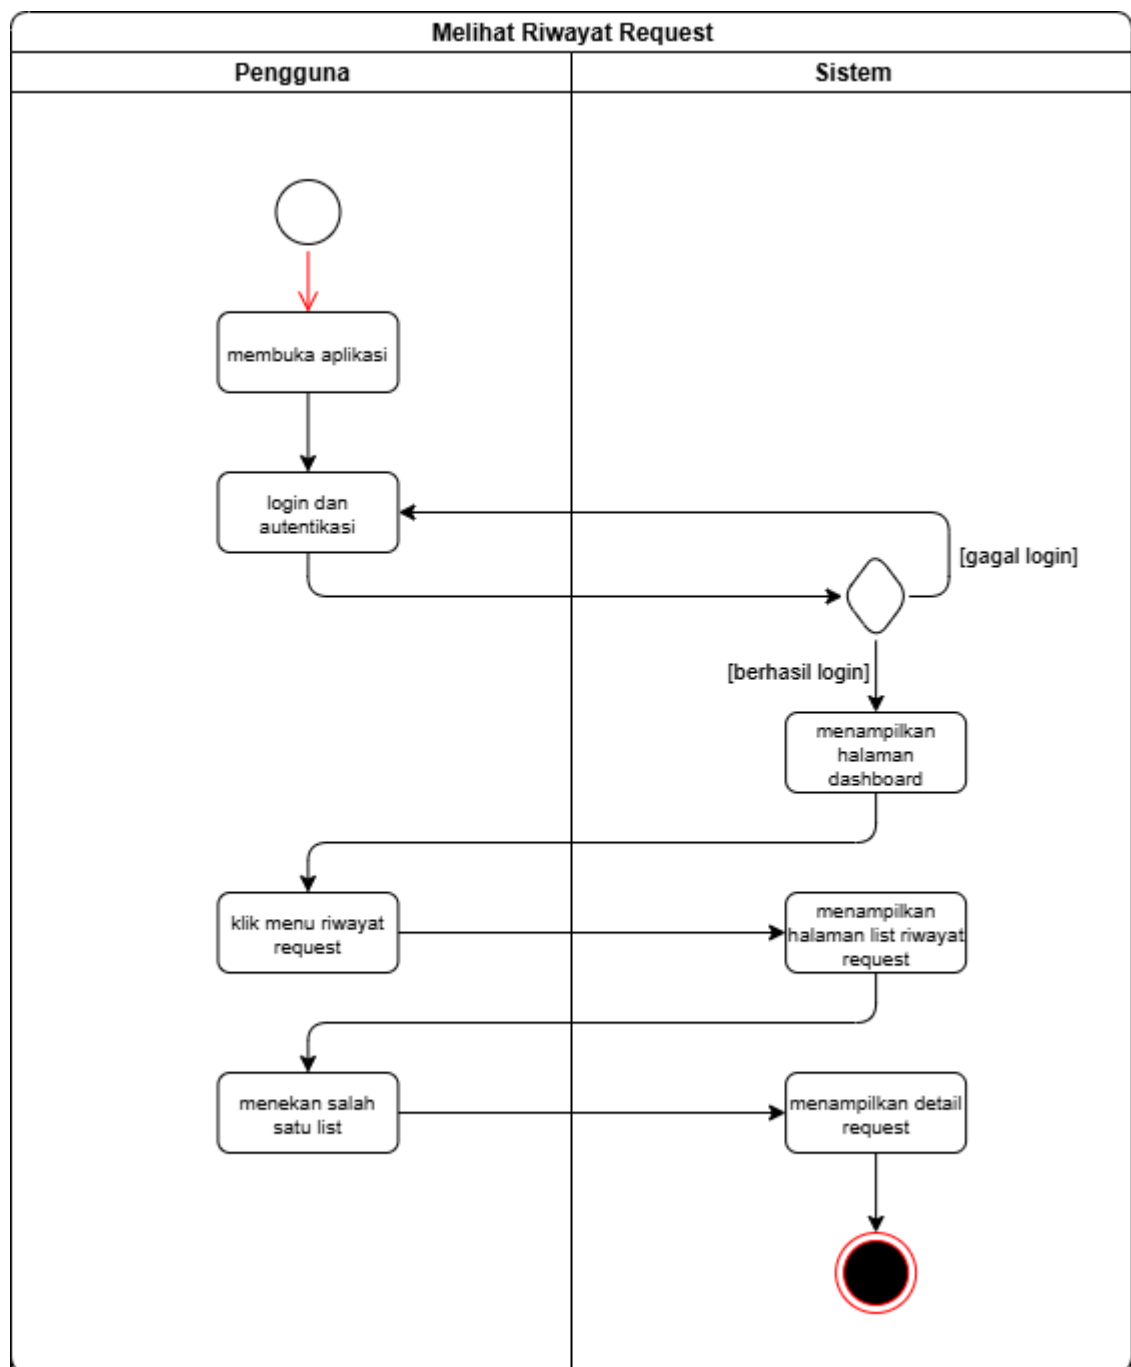 Melihat Riwayat Request
Pengguna
Sistem
membuka aplikasi
login dan
autentikasi
[gagal login]
[berhasil login]
menampilkan
halaman
dashboard
klik menu riwayat
request
menampilkan
halaman list riwayat
request
menekan salah
satu list
menampilkan detail
request